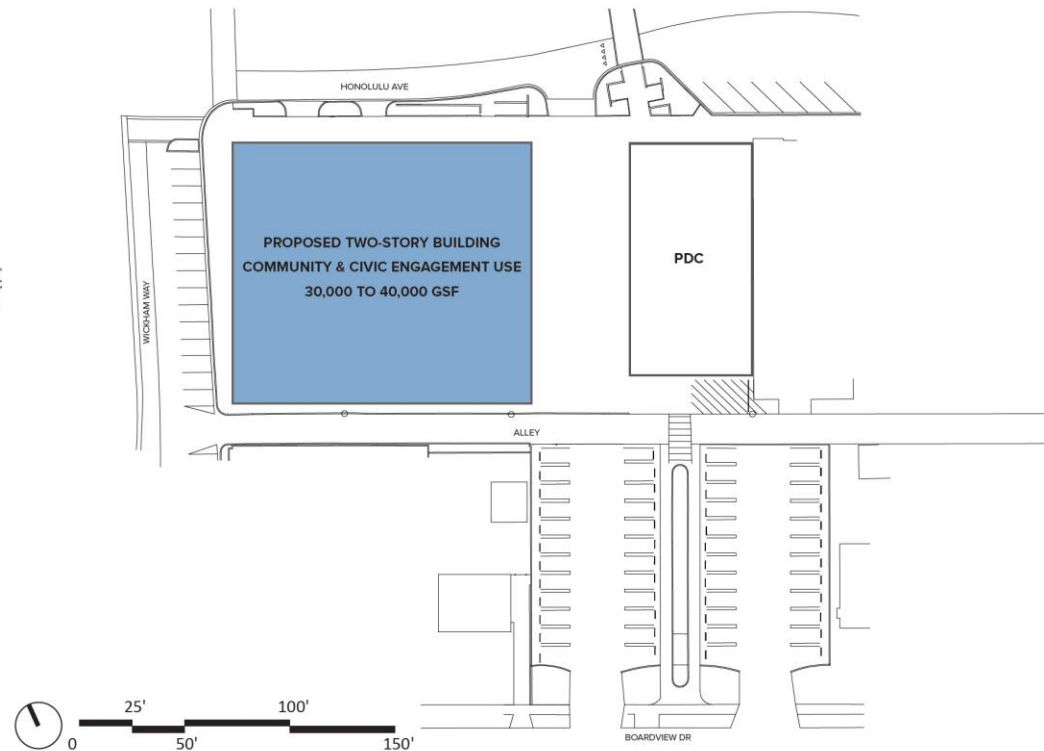 HONOLULU AVE
WICKHAM WAY
PROPOSED TWO-STORY BUILDING
COMMUNITY & CIVIC ENGAGEMENT USE
30,000 TO 40,000 GSF
PDC
ALLEY
25'
100'
0
50'
150'
BOARDVIEW DR